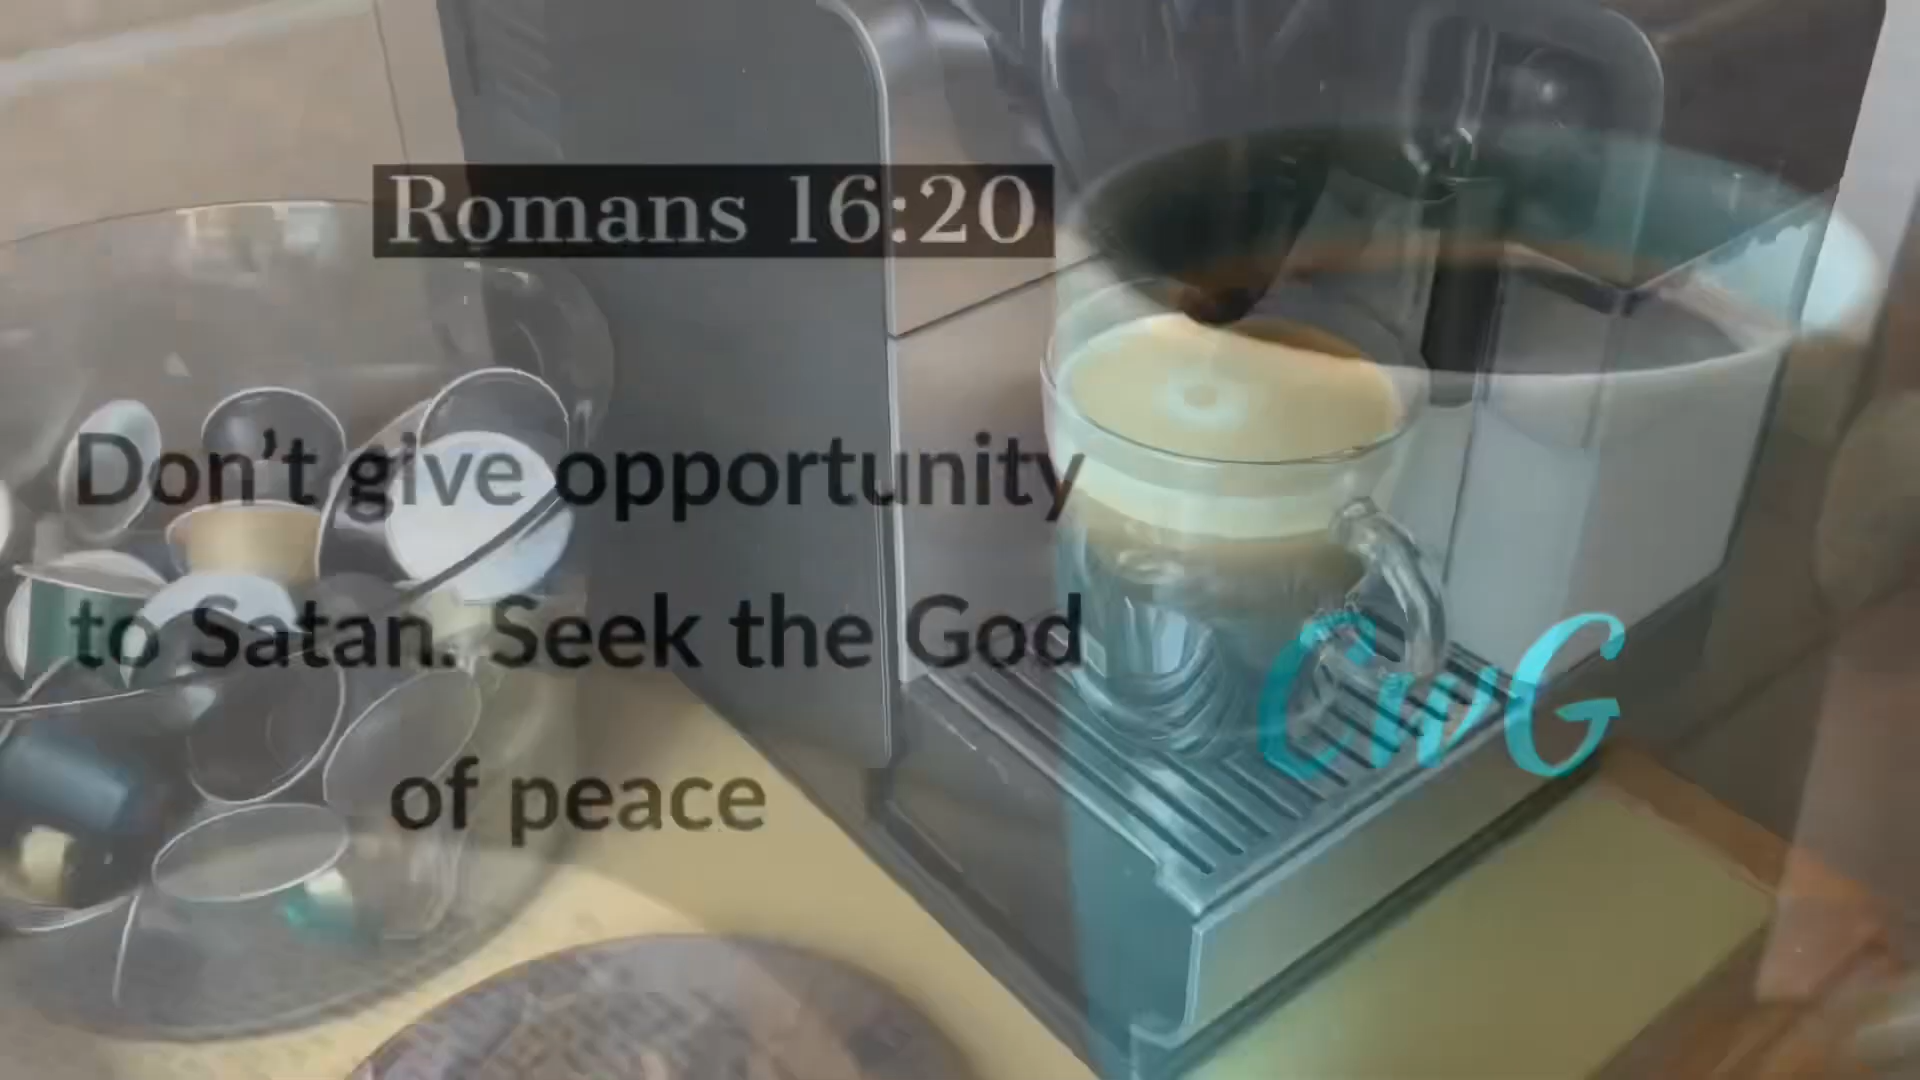 Romans 16:20
Don't give opportunity
to Satan. Seek the God
of peace
CwG